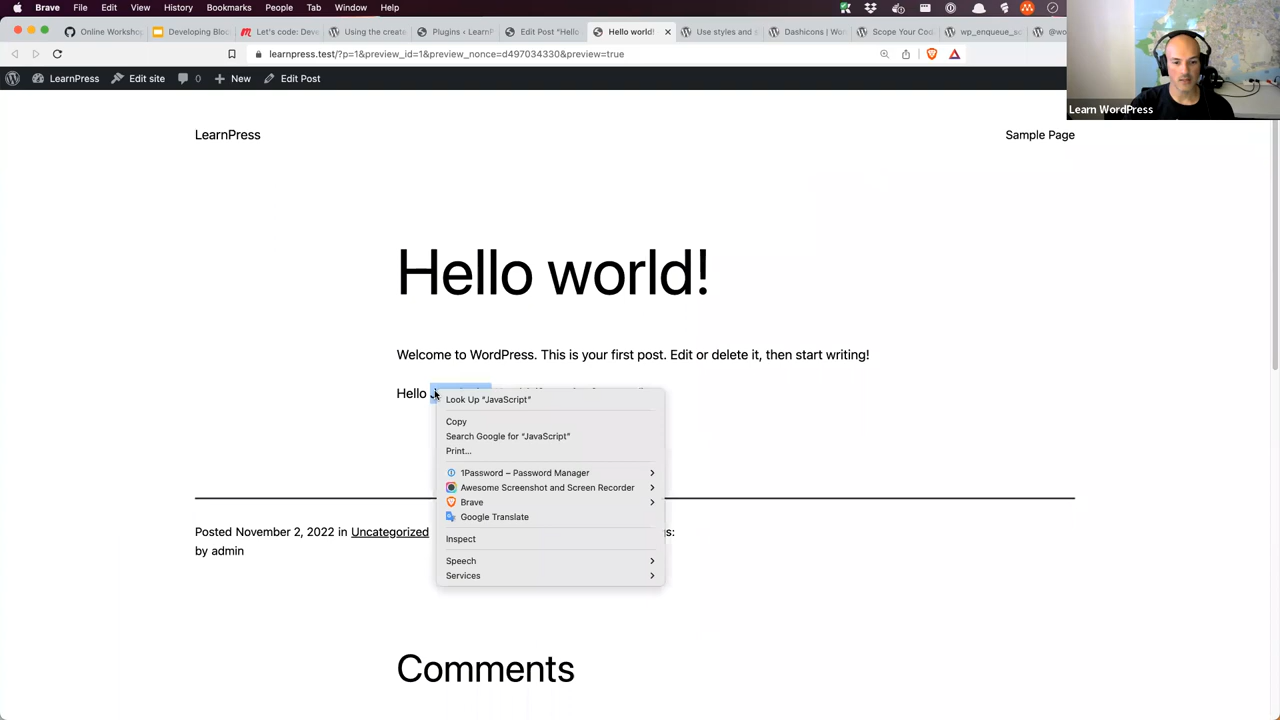 Brave File Edit View History Bookmarks People Tab Window Help
Online Worksho
Developing Bloc
Let's code: Deve
Using the create
Plugins ‹ LearnP
Edit Post “Hello
Hello world!
Use styles and s
Dashicons | Wor
Scope Your Cod
wp_enqueue_sc
@wo
learnpress.test/?p=1&preview_id=1&preview_nonce=d497034330&preview=true
LearnPress Edit site 0 New Edit Post
Learn WordPress
LearnPress
Sample Page
Hello world!
Welcome to WordPress. This is your first post. Edit or delete it, then start writing!
Hello
Look Up “JavaScript”
Copy
Search Google for “JavaScript”
Print...
1Password – Password Manager
Awesome Screenshot and Screen Recorder
Brave
Google Translate
Inspect
Speech
Services
Posted November 2, 2022 in Uncategorized
s:
by admin
Comments